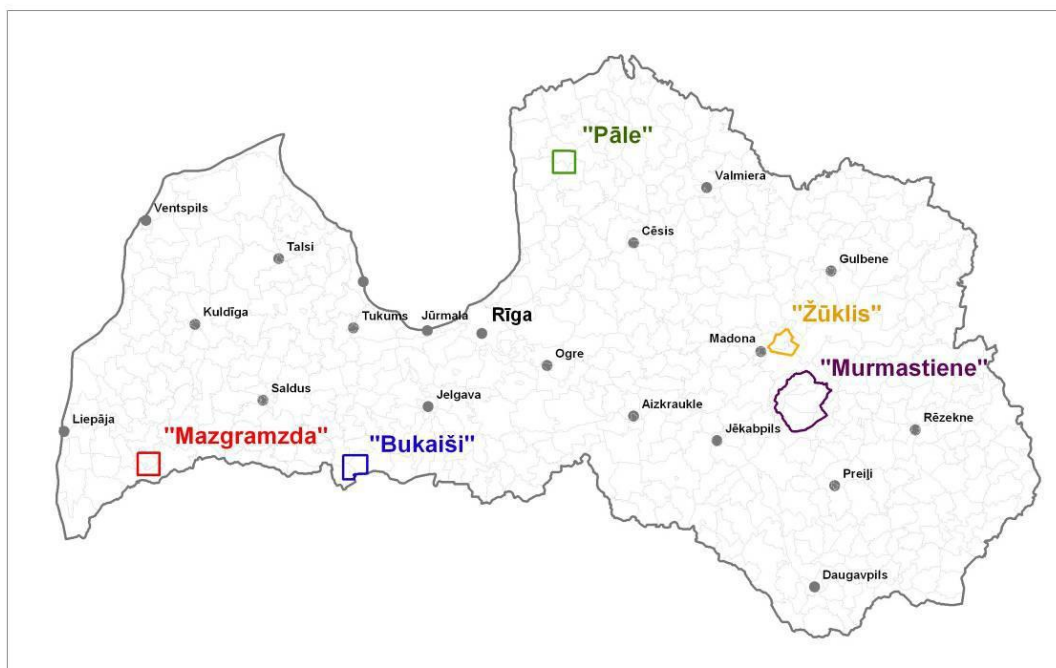 "Pāle"
Valmiera
Ventspils
Cēsis
Talsi
Gulbene
"Žūklis"
Kuldīga
Tukums
Jūrmala
Rīga
Madona
Ogre
"Murmastiene"
Saldus
Jelgava
Aizkraukle
Rēzekne
Liepāja
"Mazgramzda"
"Bukaiši"
Jēkabpils
Preiļi
Daugavpils